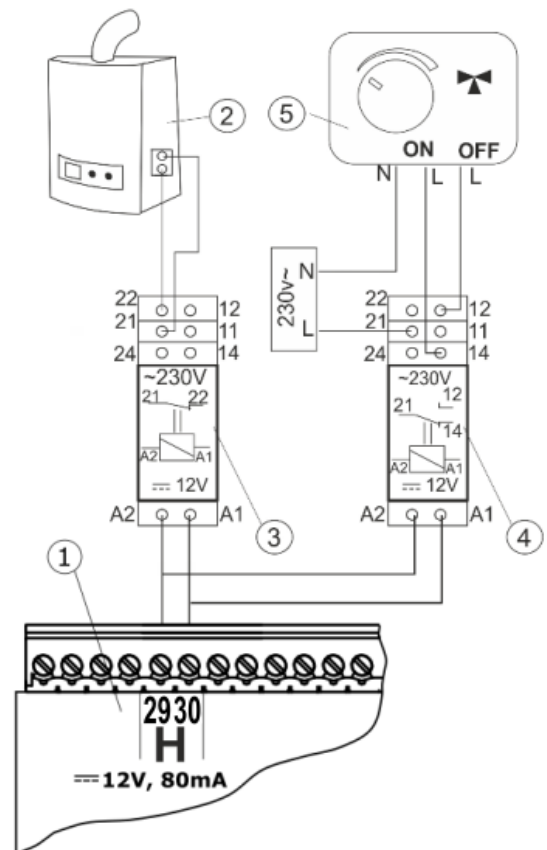 2
5
ON OFF
N L L
230v~ N
L
22 12
21 11
24 14
~230V
21 22
A2 A1
12V
A2 A1
3
22 12
21 11
24 14
~230V
12
21
14
A2 A1
12V
A2 A1
4
1
29 30
H
12V, 80mA